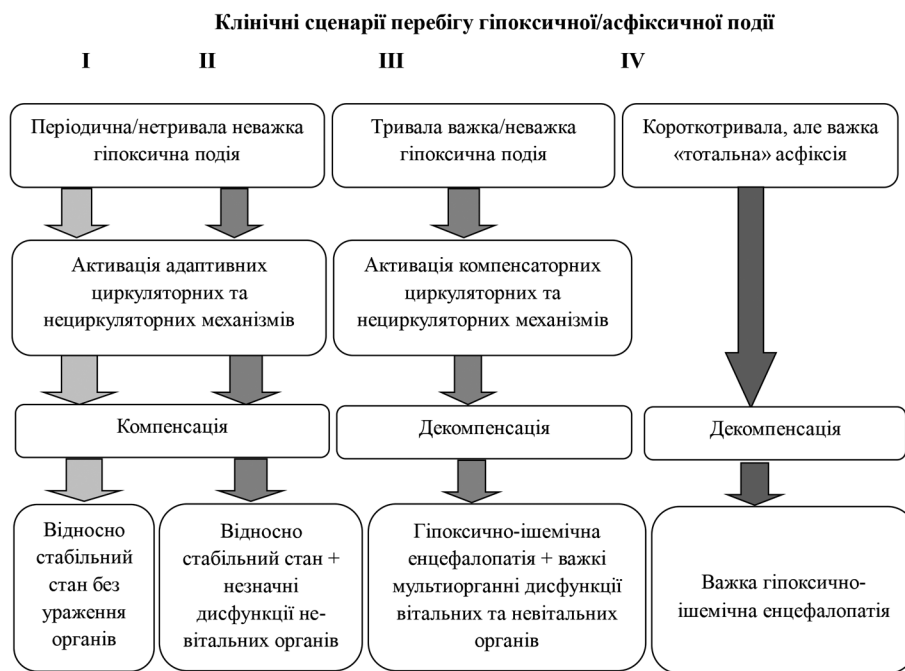 Клінічні сценарії перебігу гіпоксичної/асфіксичної події
I II III IV
Періодична/нетривала неважка
гіпоксична подія
Тривала важка/неважка
гіпоксична подія
Короткотривала, але важка
«тотальна» асфіксія
Активація адаптивних
циркуляторних та
нециркуляторних механізмів
Активація компенсаторних
циркуляторних та
нециркуляторних механізмів
Компенсація
Декомпенсація
Декомпенсація
Відносно
стабільний
стан без
ураження
органів
Відносно
стабільний стан +
незначні
дисфункції не-
вітальних органів
Гіпоксично-ішемічна
енцефалопатія + важкі
мультиорганні дисфункції
вітальних та невітальних
органів
Важка гіпоксично-
ішемічна енцефалопатія